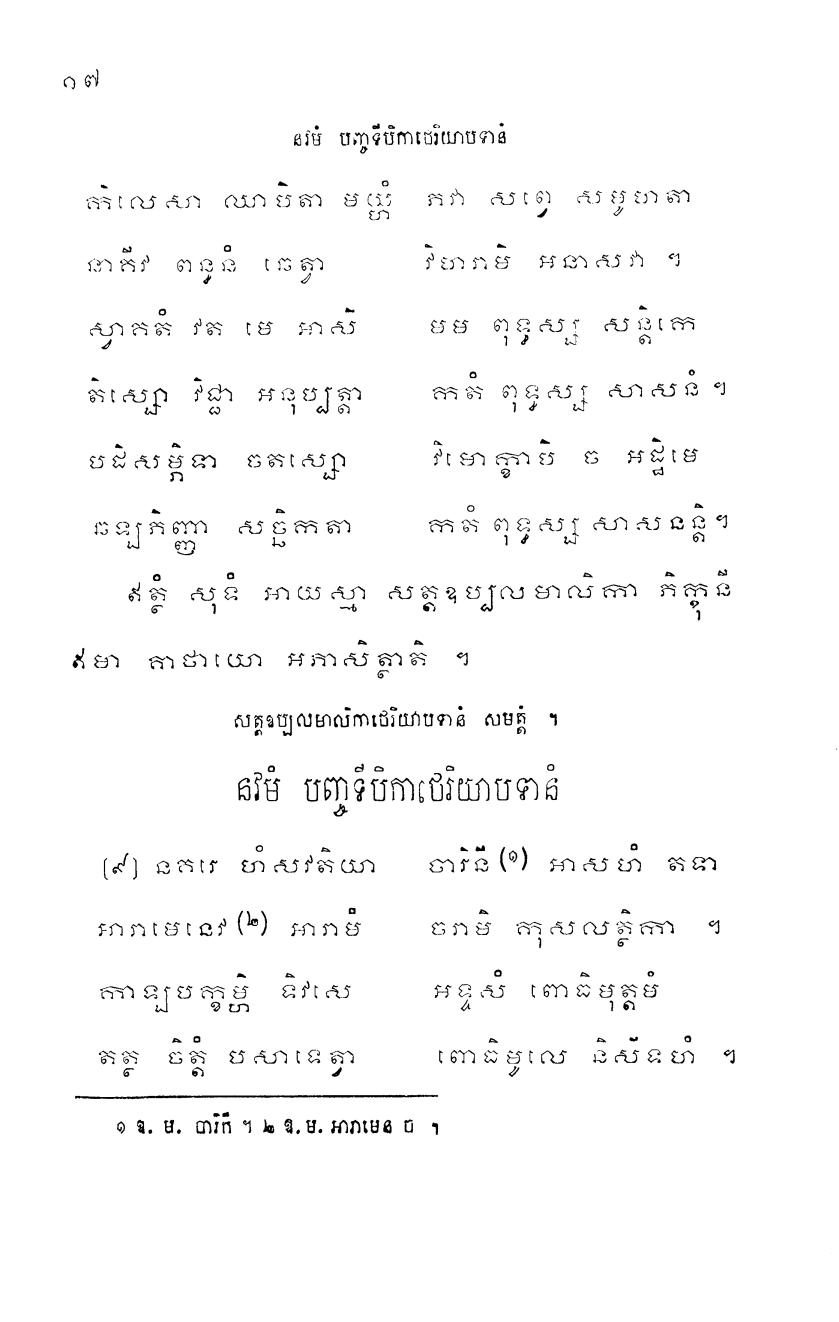 ១៧
នវមំ បញ្ចទីបិកាថេរិយាបទានំ
កិលេសា ឈាបិតា មយ្ហំ ភវា សព្វេ សមូហតា
នាគីវ ពន្ធនំ ឆេត្វា វិហរាមិ អនាសវា ។
ស្វាគតំ វត មេ អាសិ មម ពុទ្ធស្ស សន្តិកេ
តិស្សោ វិជ្ជា អនុប្បត្តា កតំ ពុទ្ធស្ស សាសនំ ។
បដិសម្ភិទា ចតស្សោ វិមោក្ខាបិ ច អដ្ឋិមេ
ឆឡភិញ្ញា សច្ឆិកតា កតំ ពុទ្ធស្ស សាសនន្តិ។
ឥត្ថំ សុទំ អាយស្មា សត្តឧប្បលមាលិកា ភិក្ខុនី
ឥមា គាថាយោ អភាសិត្ថាតិ ។
សត្តឧប្បលមាលិកាថេរិយាបទានំ សមត្តំ ។
នវមំ បញ្ចទីបិកាថេរិយាបទានំ
[៩] នគរេ ហំសវតិយា ចារិនី (១) អាសហំ តទា
អារាមេនេវ (២) អារាមំ ចរាមិ កុសលត្ថិកា ។
កាឡបក្ខម្ហិ ទិវសេ អទ្ទសំ ពោធិមុត្តមំ
តត្ថ ចិត្តំ បសាទេត្វា ពោធិមូលេ និសីទហំ ។
១ ឱ. ម. ចារិកី ។ ២ ឱ.ម. អារាមេន ច ។